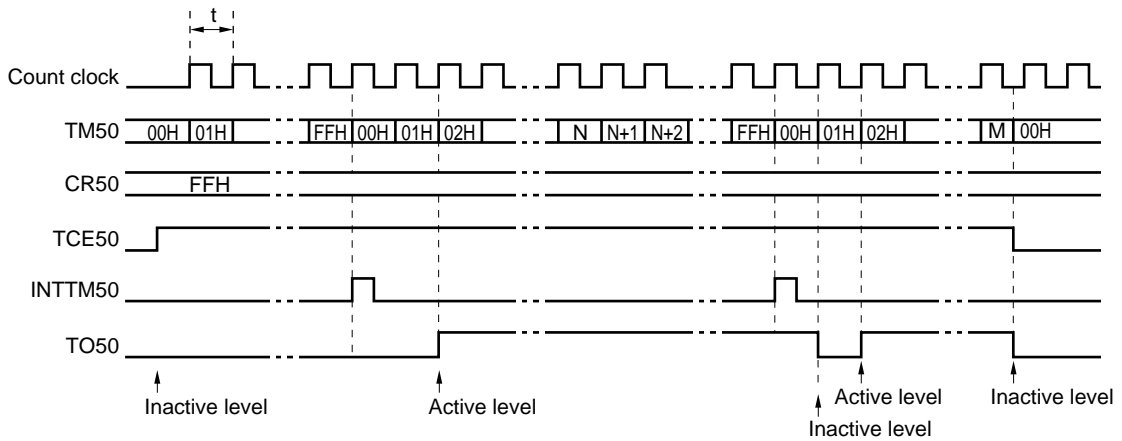 t
Count clock
TM50 00H 01H FFH 00H 01H 02H N N+1 N+2 FFH 00H 01H 02H M 00H
CR50 FFH
TCE50
INTTM50
TO50
Inactive level Active level Active level Inactive level
Inactive level